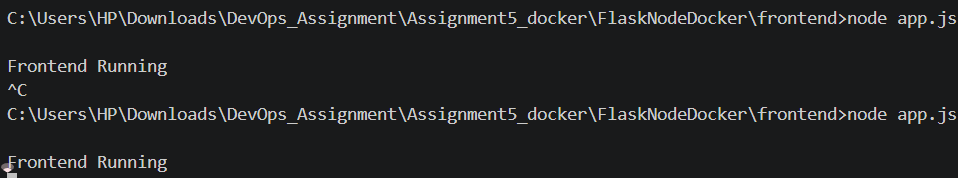 C:\Users\HP\Downloads\DevOps_Assignment\Assignment5_docker\FlaskNodeDocker\frontend>node app.js
Frontend Running
^C
C:\Users\HP\Downloads\DevOps_Assignment\Assignment5_docker\FlaskNodeDocker\frontend>node app.js
Frontend Running